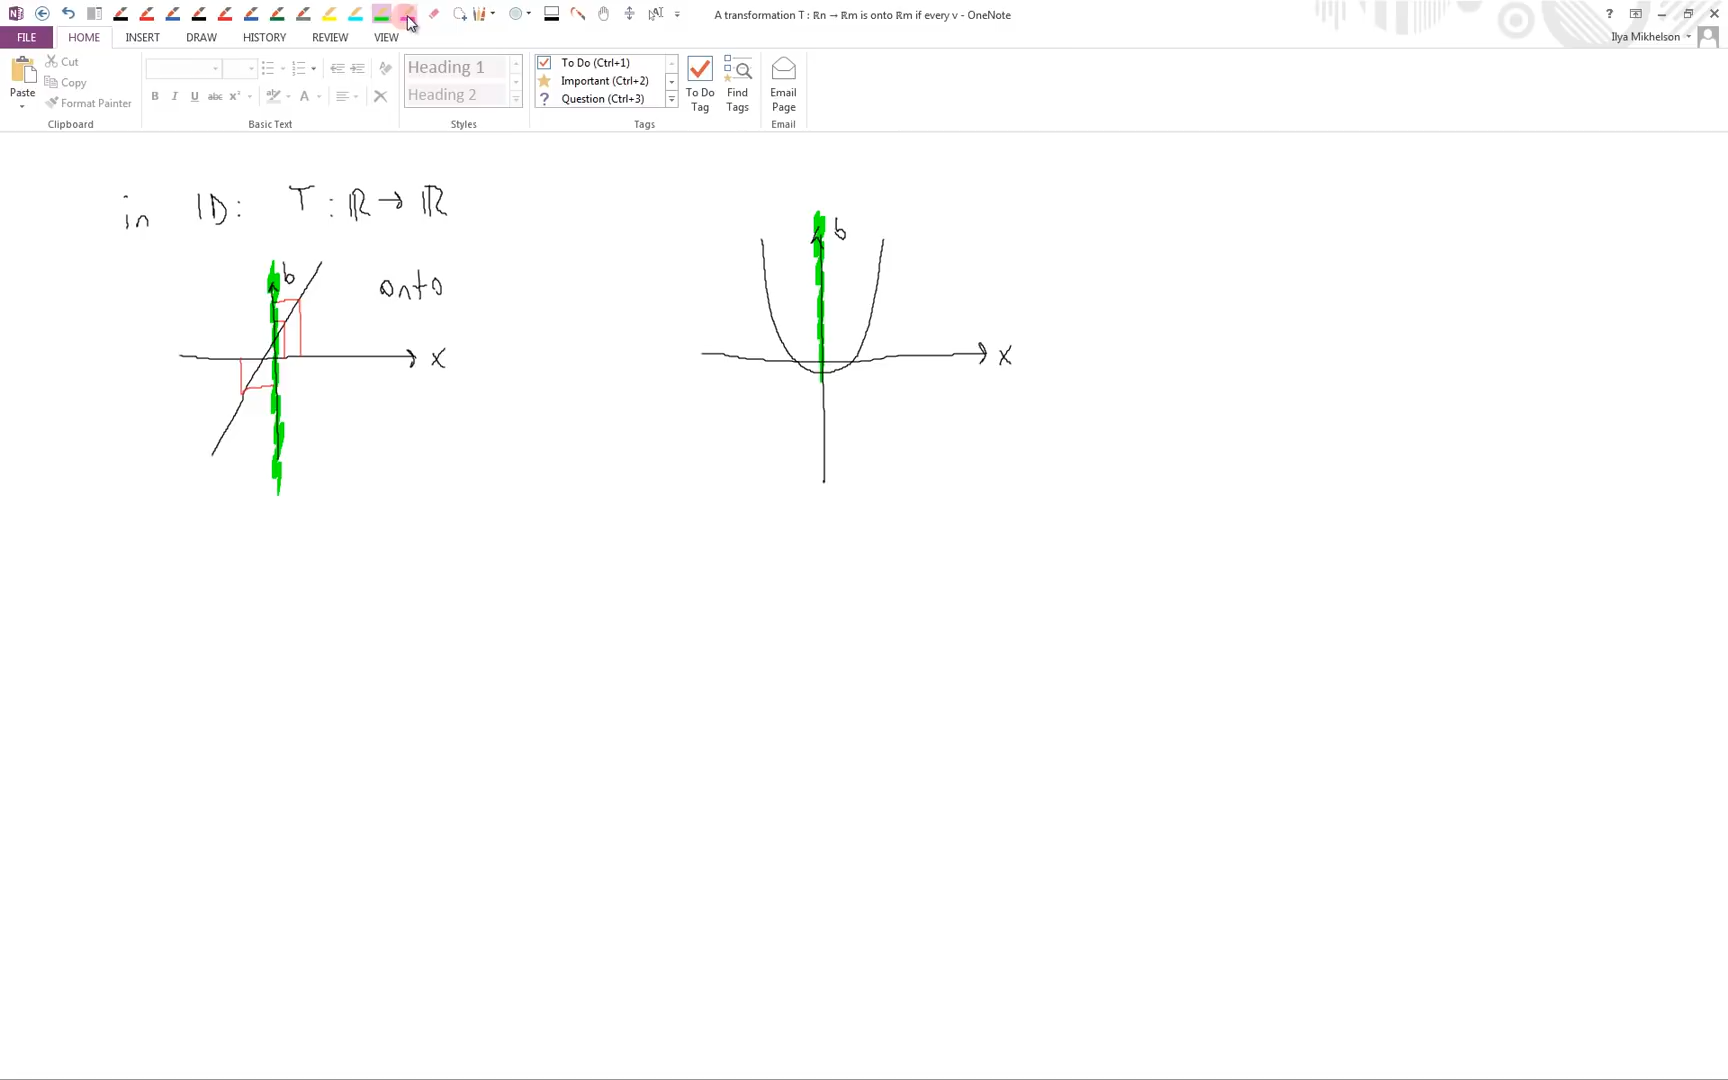 A transformation T : Rn → Rm is onto Rm if every v - OneNote
?
FILE HOME INSERT DRAW HISTORY REVIEW VIEW
Ilya Mikhelson
Paste
Cut
Copy
Format Painter
Clipboard
B I U abc x² A
Basic Text
Heading 1
Heading 2
Styles
To Do (Ctrl+1)
Important (Ctrl+2)
? Question (Ctrl+3)
Tags
To Do Tag
Find Tags
Email Page
Email
in 1D: T : ℝ → ℝ
b
onto
x
b
x